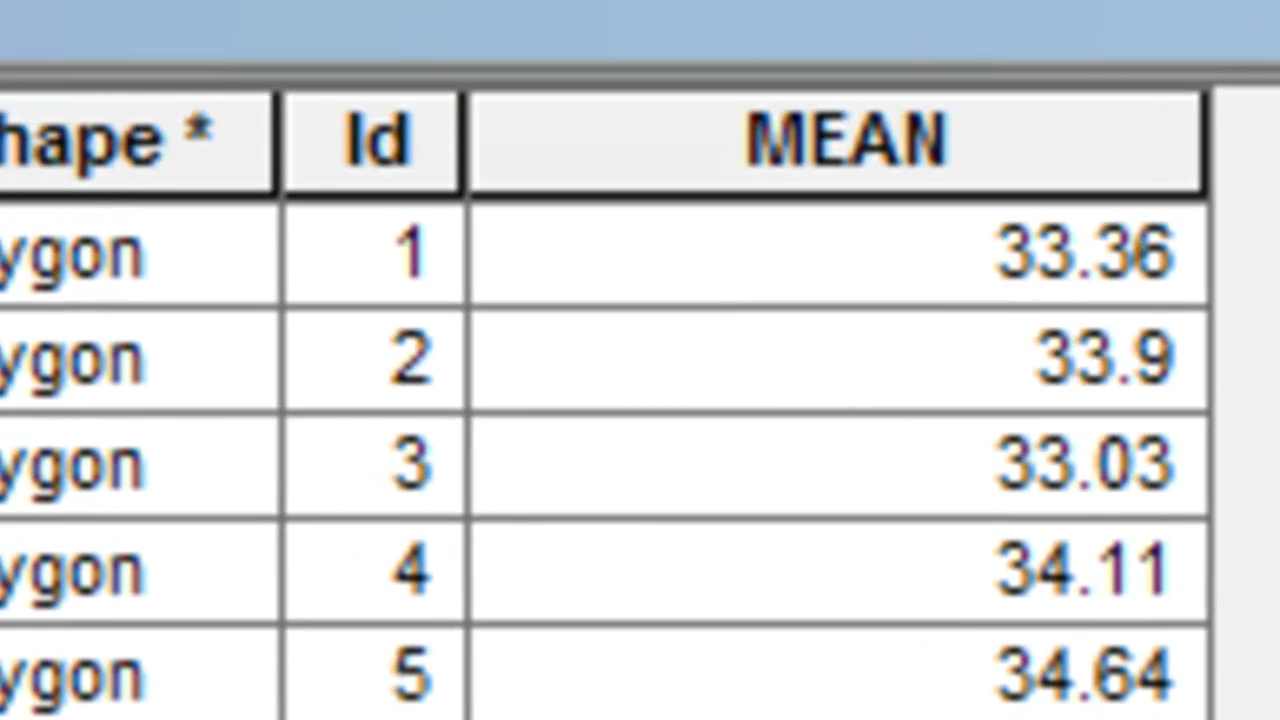 hape * Id MEAN
ygon 1 33.36
ygon 2 33.9
ygon 3 33.03
ygon 4 34.11
ygon 5 34.64